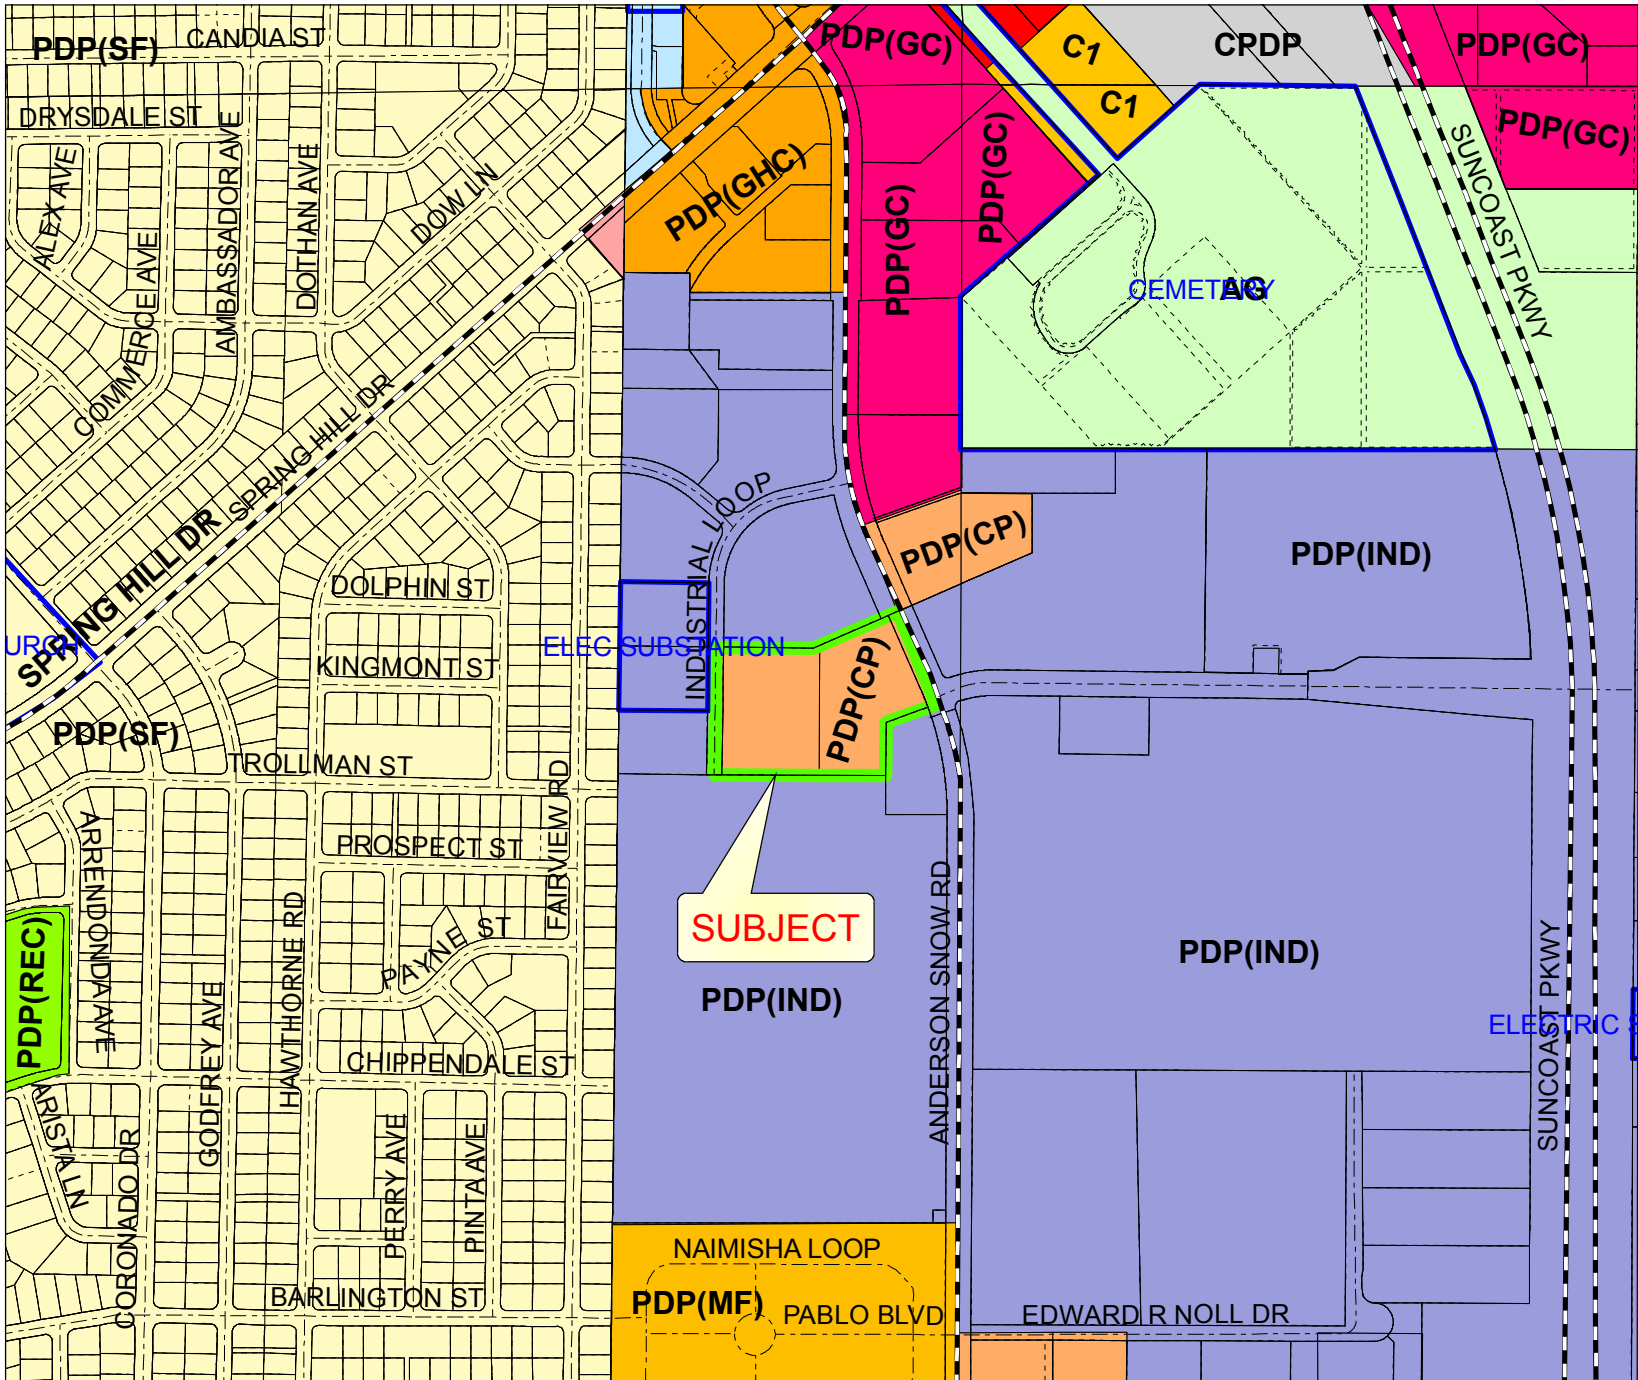 PDP(SF)
CANDIA ST
PDP(GC)
C1
CPDP
PDP(GC)
DRYSDALE ST
C1
PDP(GC)
ALEX AVE
AMBASSADOR AVE
DOTHAN AVE
DOW LN
PDP(GHC)
PDP(GC)
PDP(GC)
SUNCOAST PKWY
COMMERCE AVE
CEMETERY
AG
SPRING HILL DR
SPRING HILL DR
INDUSTRIAL LOOP
PDP(CP)
PDP(IND)
DOLPHIN ST
URCH
ELEC SUBSTATION
KINGMONT ST
PDP(CP)
PDP(SF)
TROLLMAN ST
FAIRVIEW RD
ARRENDONDA AVE
PROSPECT ST
HAWTHORNE RD
PAYNE ST
SUBJECT
ANDERSON SNOW RD
PDP(IND)
SUNCOAST PKWY
PDP(REC)
PDP(IND)
GODFREY AVE
ELECTRIC S
CHIPPENDALE ST
ARISTA LN
CORONADO DR
PERRY AVE
PINTA AVE
NAIMISHA LOOP
BARLINGTON ST
PDP(MF)
PABLO BLVD
EDWARD R NOLL DR